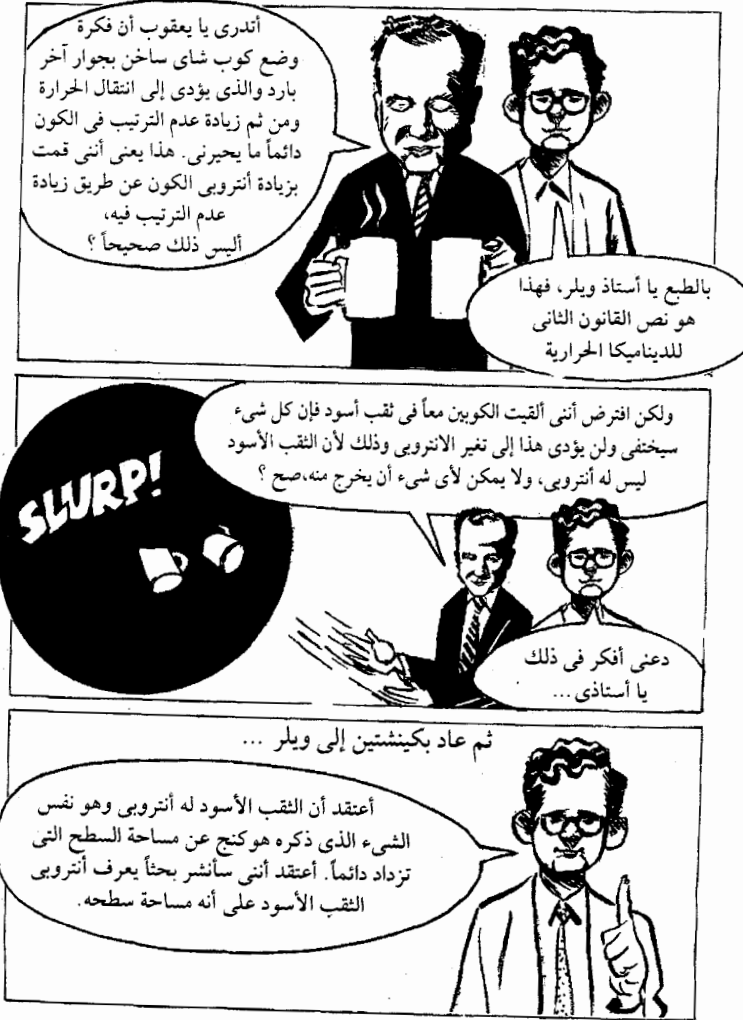 أتدرى يا يعقوب أن فكرة
وضع كوب شاى ساخن بجوار آخر
بارد والذى يؤدى إلى انتقال الحرارة
ومن ثم زيادة عدم الترتيب فى الكون
دائماً ما يحيرنى. هذا يعنى أننى قمت
بزيادة أنتروبى الكون عن طريق زيادة
عدم الترتيب فيه،
أليس ذلك صحيحاً ؟
بالطبع يا أستاذ ويلر، فهذا
هو نص القانون الثانى
للديناميكا الحرارية
ولكن افترض أننى ألقيت الكوبين معاً فى ثقب أسود فإن كل شىء
سيختفى ولن يؤدى هذا إلى تغير الانتروبى وذلك لأن الثقب الأسود
ليس له أنتروبى، ولا يمكن لأى شىء أن يخرج منه،صح ؟
SLURP!
دعنى أفكر فى ذلك
يا أستاذى...
ثم عاد بكينشتين إلى ويلر ...
أعتقد أن الثقب الأسود له أنتروبى وهو نفس
الشىء الذى ذكره هوكنج عن مساحة السطح التى
تزداد دائماً. أعتقد أننى سأنشر بحثاً يعرف أنتروبى
الثقب الأسود على أنه مساحة سطحه.